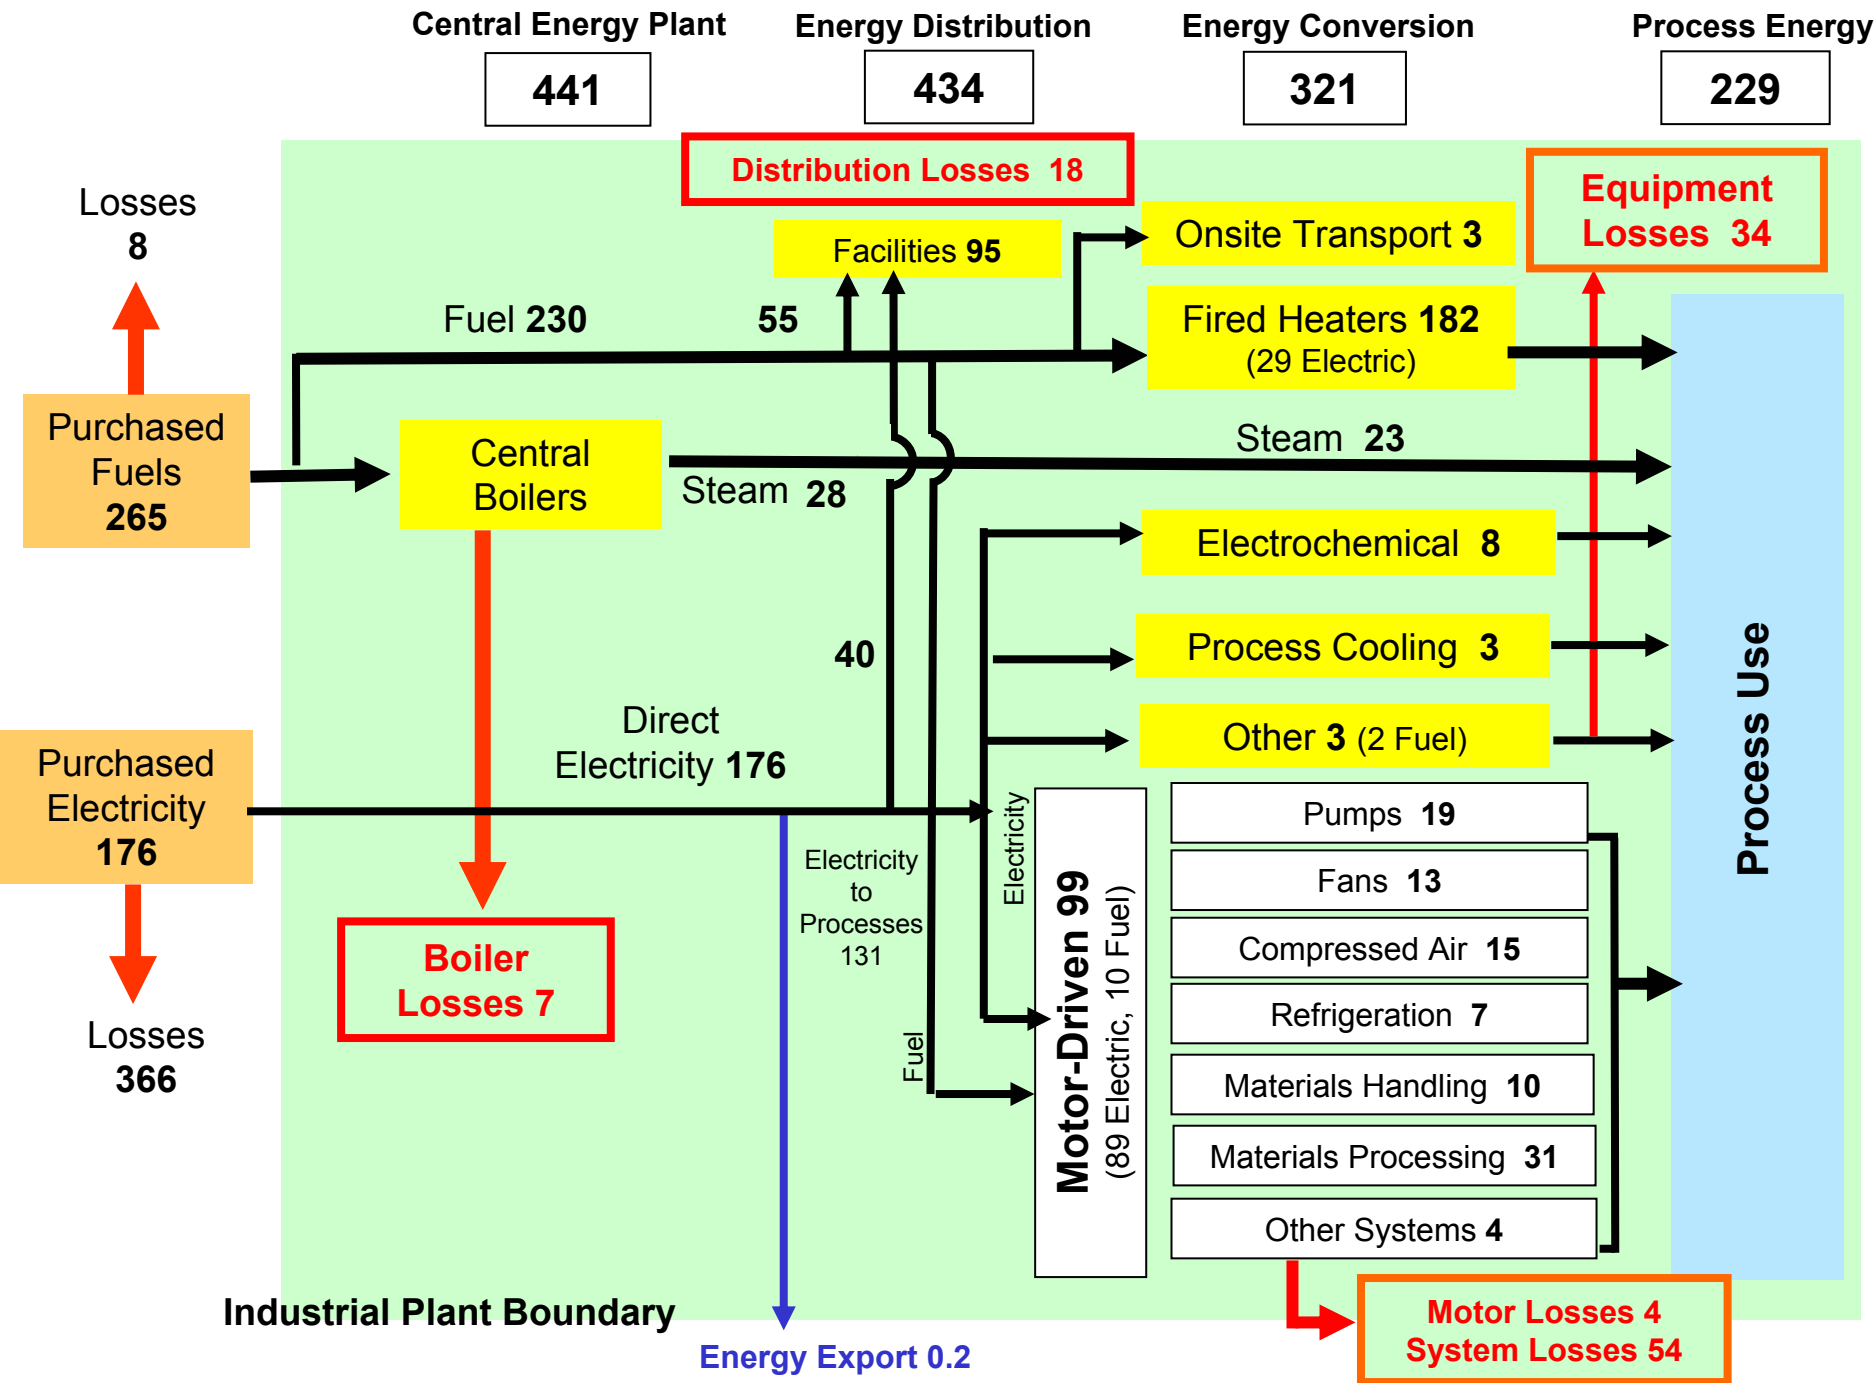 Central Energy Plant
Energy Distribution
Energy Conversion
Process Energy
441
434
321
229
Distribution Losses 18
Equipment
Losses 34
Losses
8
Facilities 95
Onsite Transport 3
Fuel 230
55
Fired Heaters 182
(29 Electric)
Purchased
Fuels
265
Central
Boilers
Steam 23
Steam 28
Electrochemical 8
Process Cooling 3
40
Other 3 (2 Fuel)
Direct
Electricity 176
Purchased
Electricity
176
Process Use
Electricity
to
Processes
131
Electricity
Fuel
Motor-Driven 99
(89 Electric, 10 Fuel)
Pumps 19
Fans 13
Compressed Air 15
Refrigeration 7
Materials Handling 10
Materials Processing 31
Other Systems 4
Boiler
Losses 7
Losses
366
Industrial Plant Boundary
Energy Export 0.2
Motor Losses 4
System Losses 54